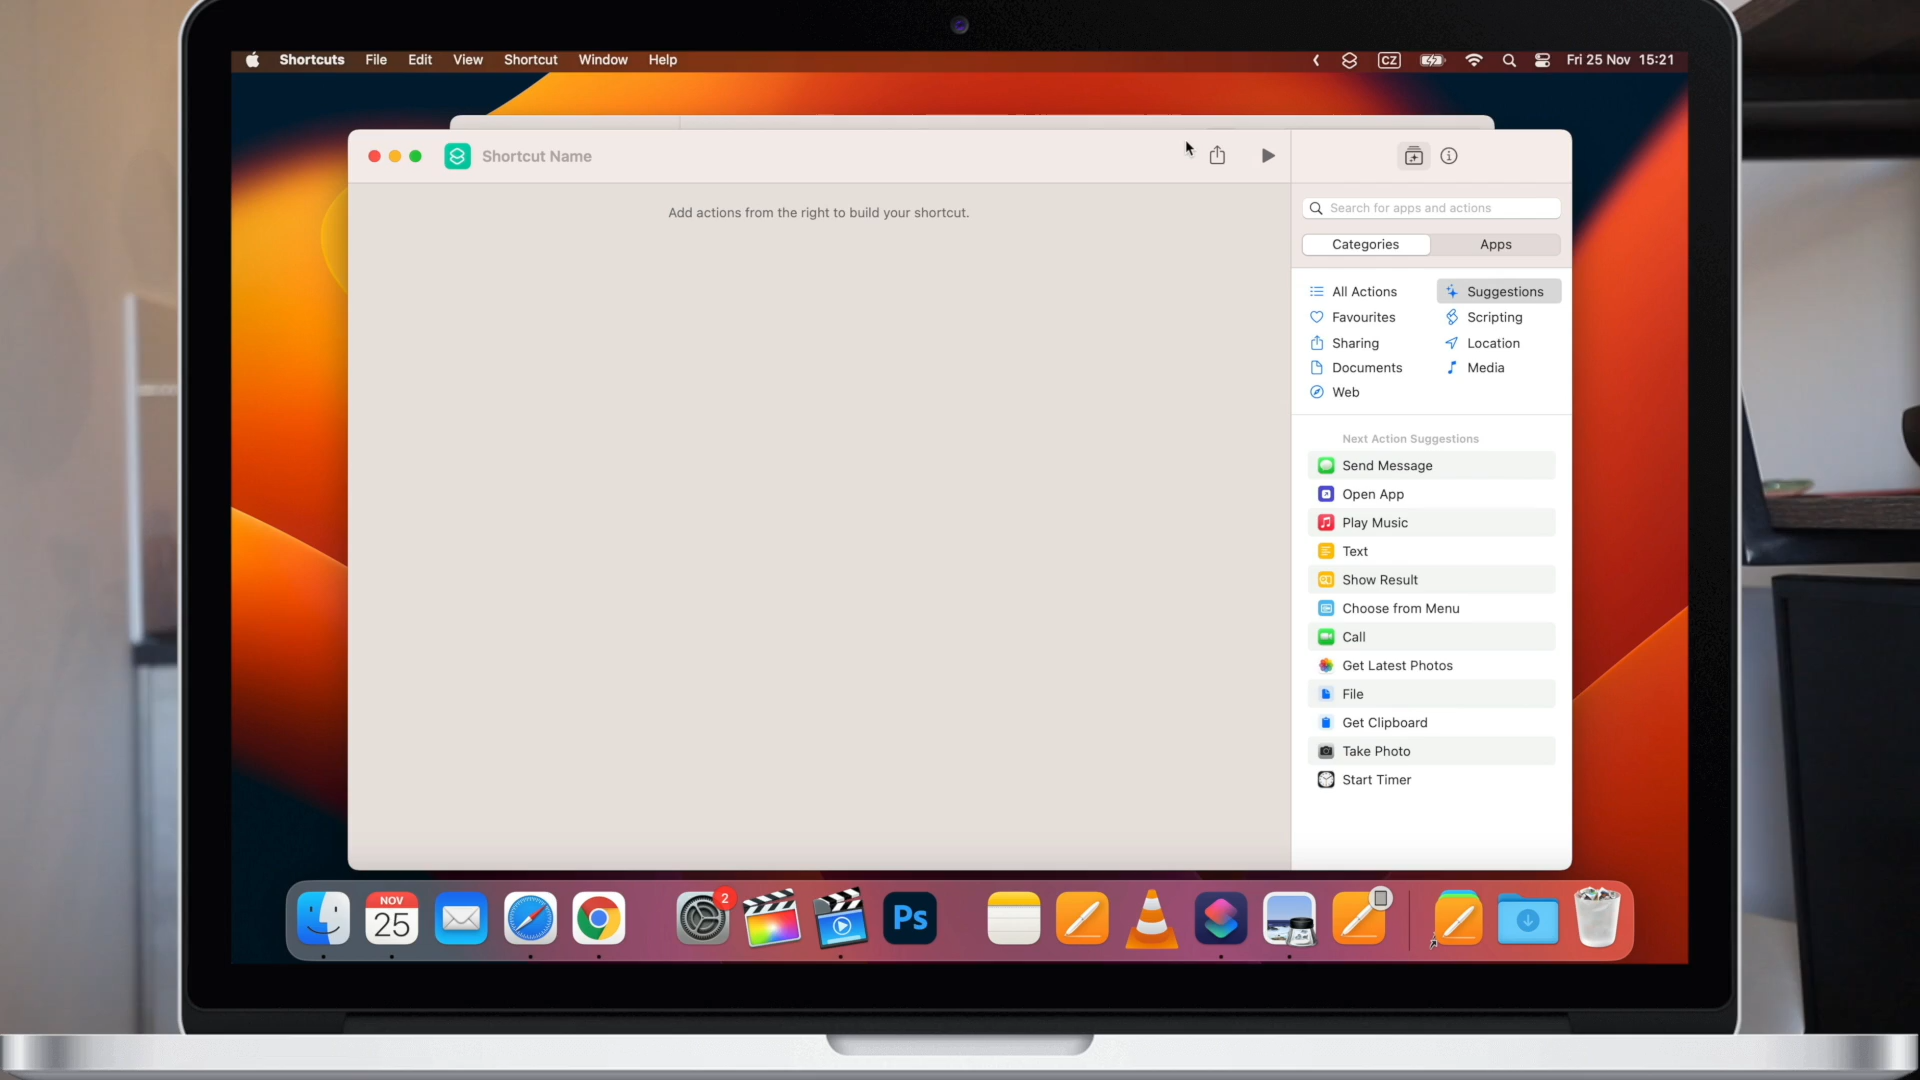 Shortcuts File Edit View Shortcut Window Help CZ Fri 25 Nov 15:21
Shortcut Name
Add actions from the right to build your shortcut.
Search for apps and actions
Categories Apps
All Actions Suggestions
Favourites Scripting
Sharing Location
Documents Media
Web
Next Action Suggestions
Send Message
Open App
Play Music
Text
Show Result
Choose from Menu
Call
Get Latest Photos
File
Get Clipboard
Take Photo
Start Timer
NOV
25
2
Ps